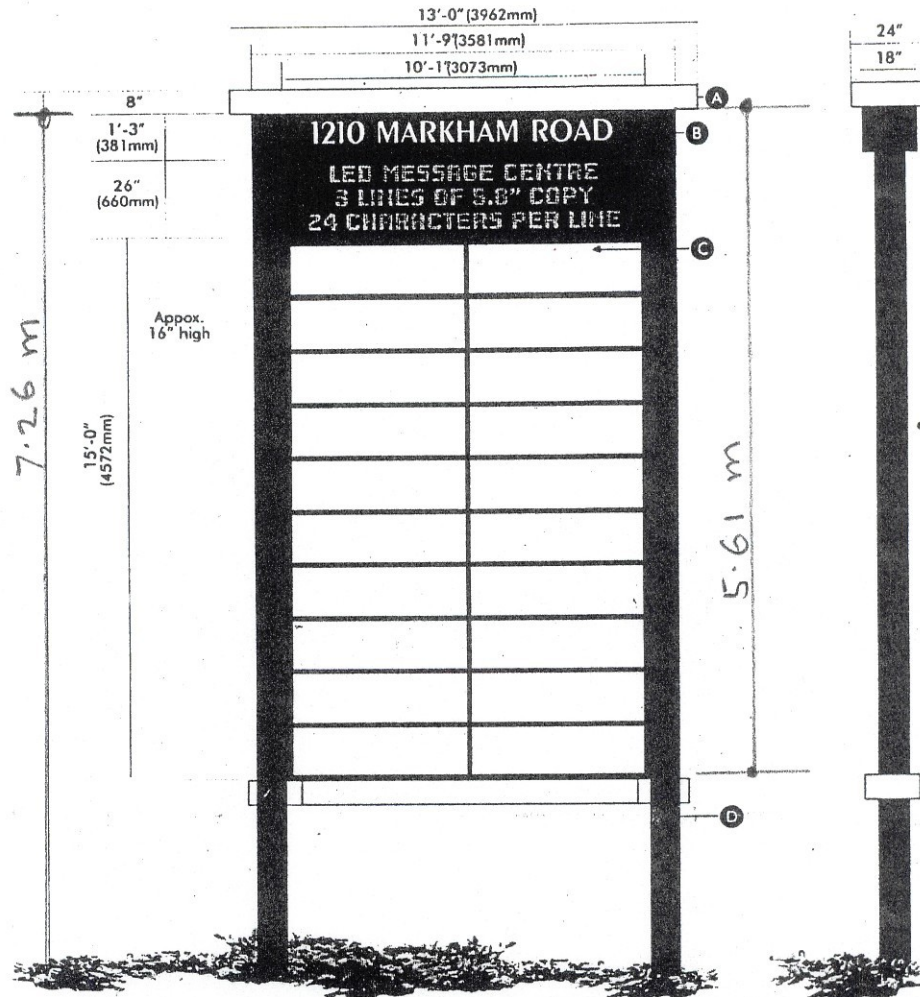 13'-0" (3962mm)
11'-9"(3581mm)
10'-1"(3073mm)
24"
18"
8"
A
1'-3"
(381mm)
B
1210 MARKHAM ROAD
26"
(660mm)
LED MESSAGE CENTRE
3 LINES OF 5.8" COPY
24 CHARACTERS PER LINE
C
Appox.
16" high
7.26 m
15'-0"
(4572mm)
5.61 m
D